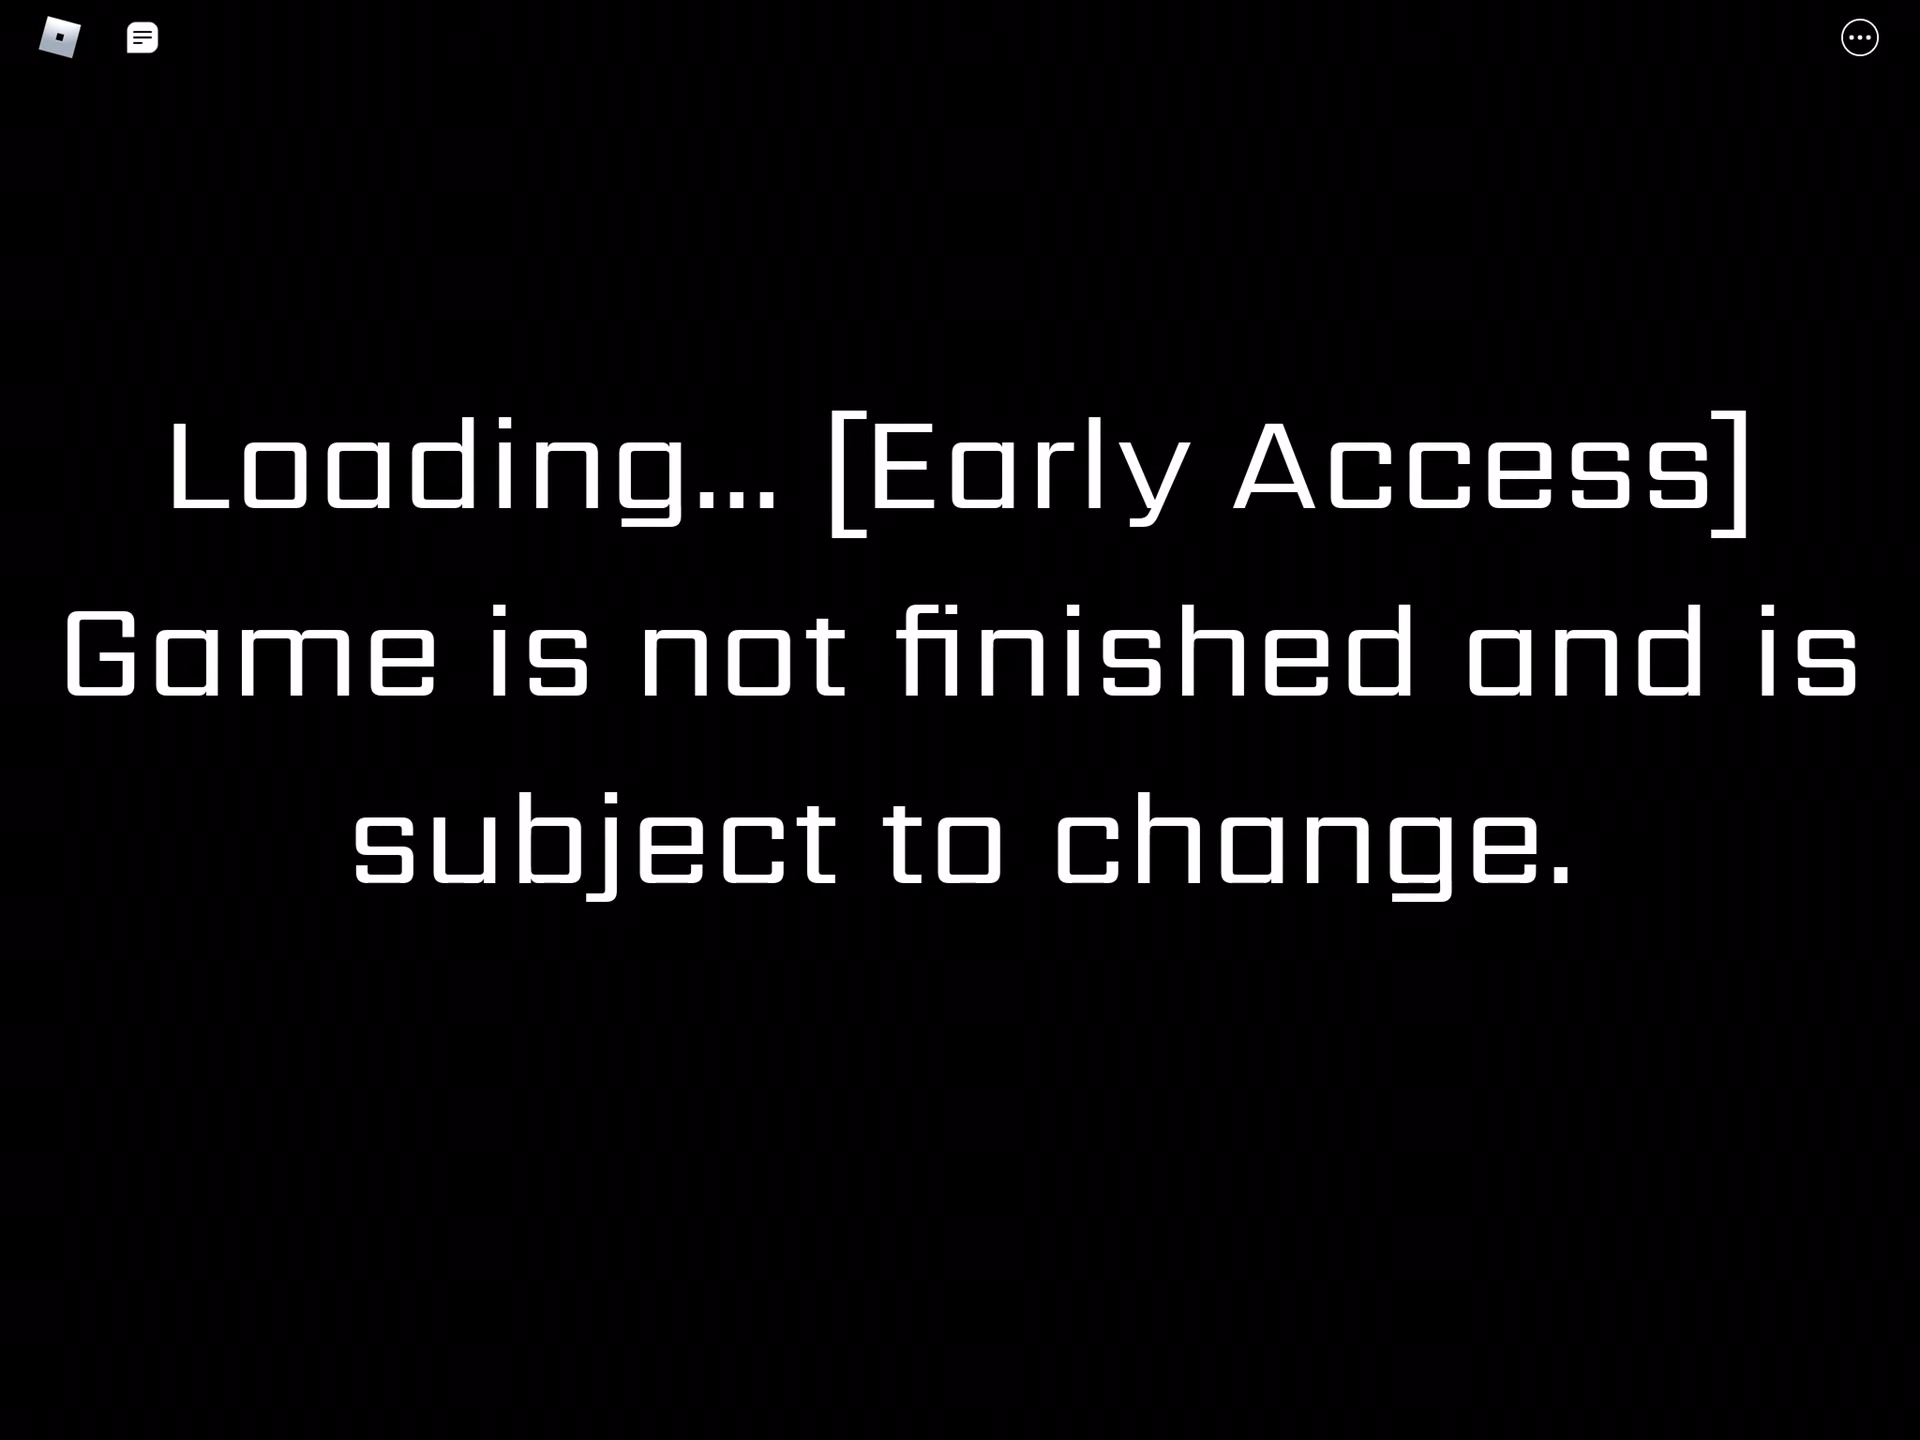 Loading... [Early Access]
Game is not finished and is
subject to change.